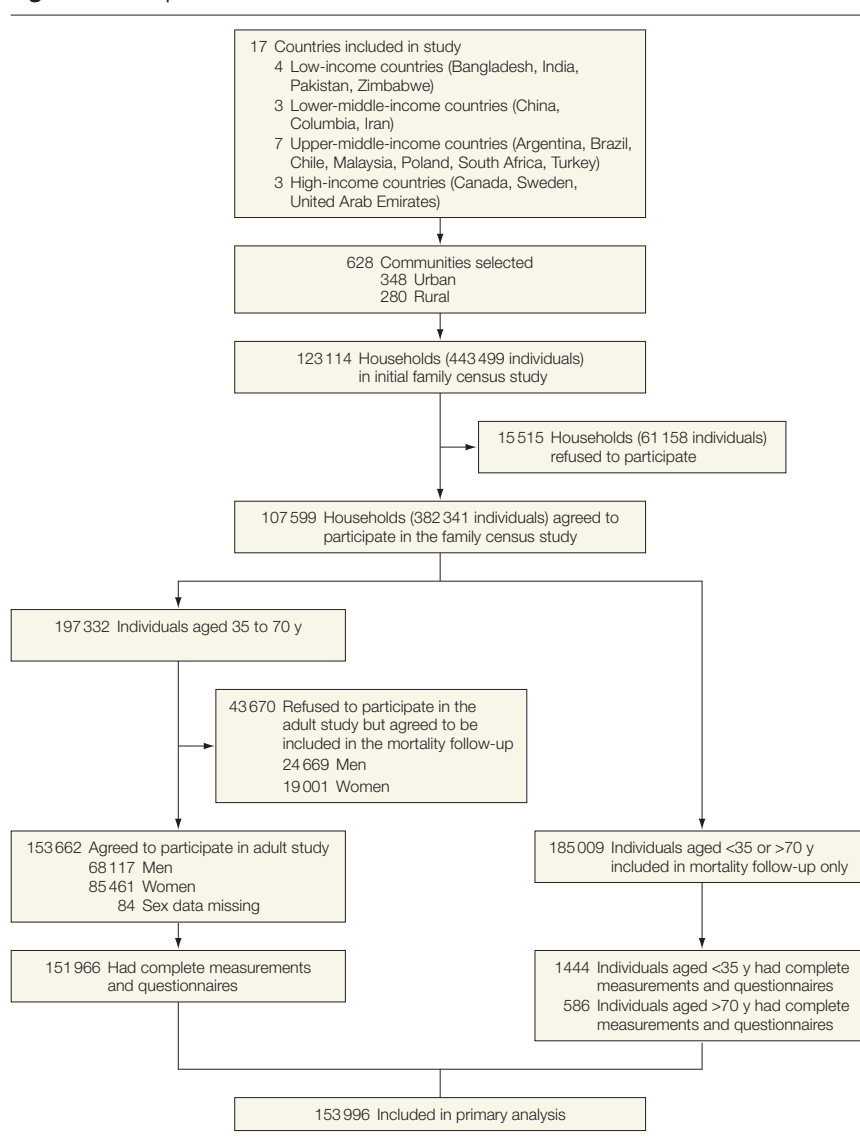 17 Countries included in study
4 Low-income countries (Bangladesh, India,
Pakistan, Zimbabwe)
3 Lower-middle-income countries (China,
Columbia, Iran)
7 Upper-middle-income countries (Argentina, Brazil,
Chile, Malaysia, Poland, South Africa, Turkey)
3 High-income countries (Canada, Sweden,
United Arab Emirates)
628 Communities selected
348 Urban
280 Rural
123 114 Households (443 499 individuals)
in initial family census study
15 515 Households (61 158 individuals)
refused to participate
107 599 Households (382 341 individuals) agreed to
participate in the family census study
197 332 Individuals aged 35 to 70 y
43 670 Refused to participate in the
adult study but agreed to be
included in the mortality follow-up
24 669 Men
19 001 Women
153 662 Agreed to participate in adult study
68 117 Men
85 461 Women
84 Sex data missing
185 009 Individuals aged <35 or >70 y
included in mortality follow-up only
151 966 Had complete measurements
and questionnaires
1444 Individuals aged <35 y had complete
measurements and questionnaires
586 Individuals aged >70 y had complete
measurements and questionnaires
153 996 Included in primary analysis